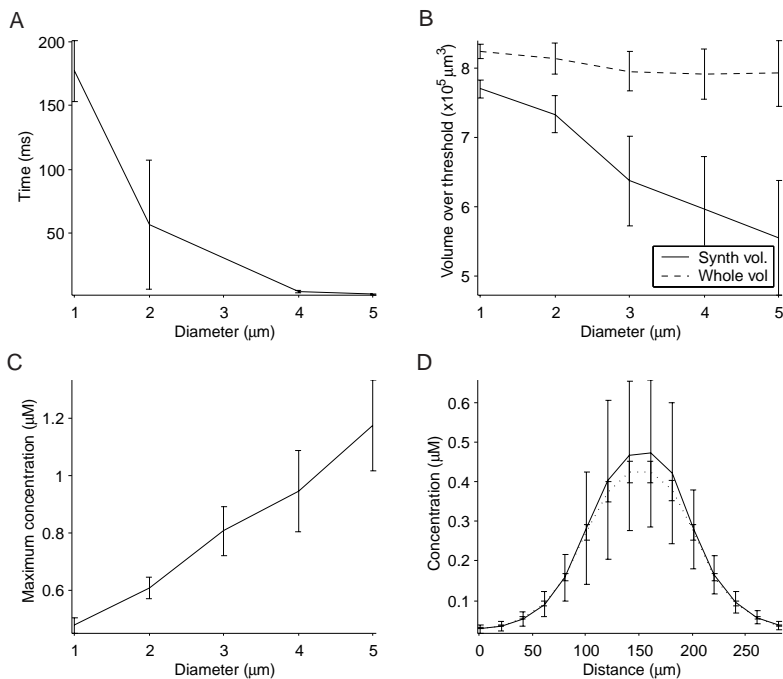 A
200
150
100
50
Time (ms)
1 2 3 4 5
Diameter (μm)
B
8
7
6
5
Volume over threshold (x10⁵ μm³)
Synth vol.
Whole vol
1 2 3 4 5
Diameter (μm)
C
1.2
1
0.8
0.6
Maximum concentration (μM)
1 2 3 4 5
Diameter (μm)
D
0.6
0.5
0.4
0.3
0.2
0.1
Concentration (μM)
0 50 100 150 200 250
Distance (μm)